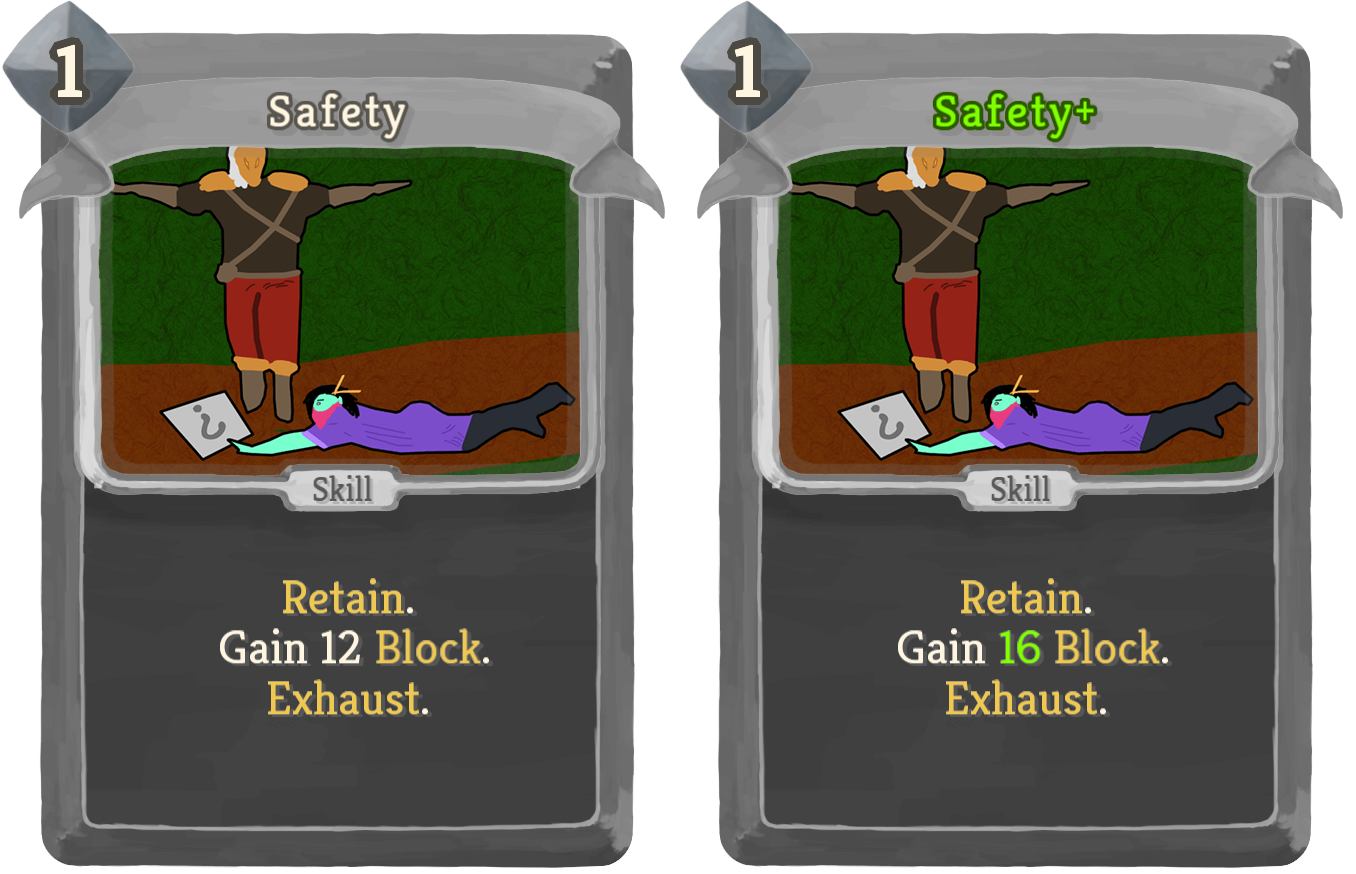 1
Safety
¿
Skill
Retain.
Gain 12 Block.
Exhaust.
1
Safety+
¿
Skill
Retain.
Gain 16 Block.
Exhaust.